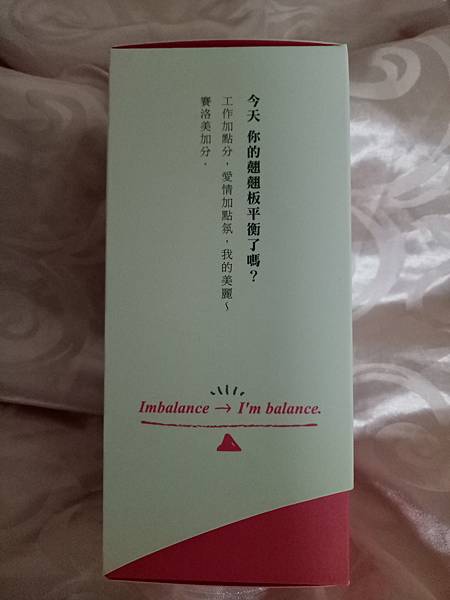 今天 你的翹翹板平衡了嗎？
工作加點分，愛情加點氛，我的美麗～
賽洛美加分。
Imbalance → I'm balance.